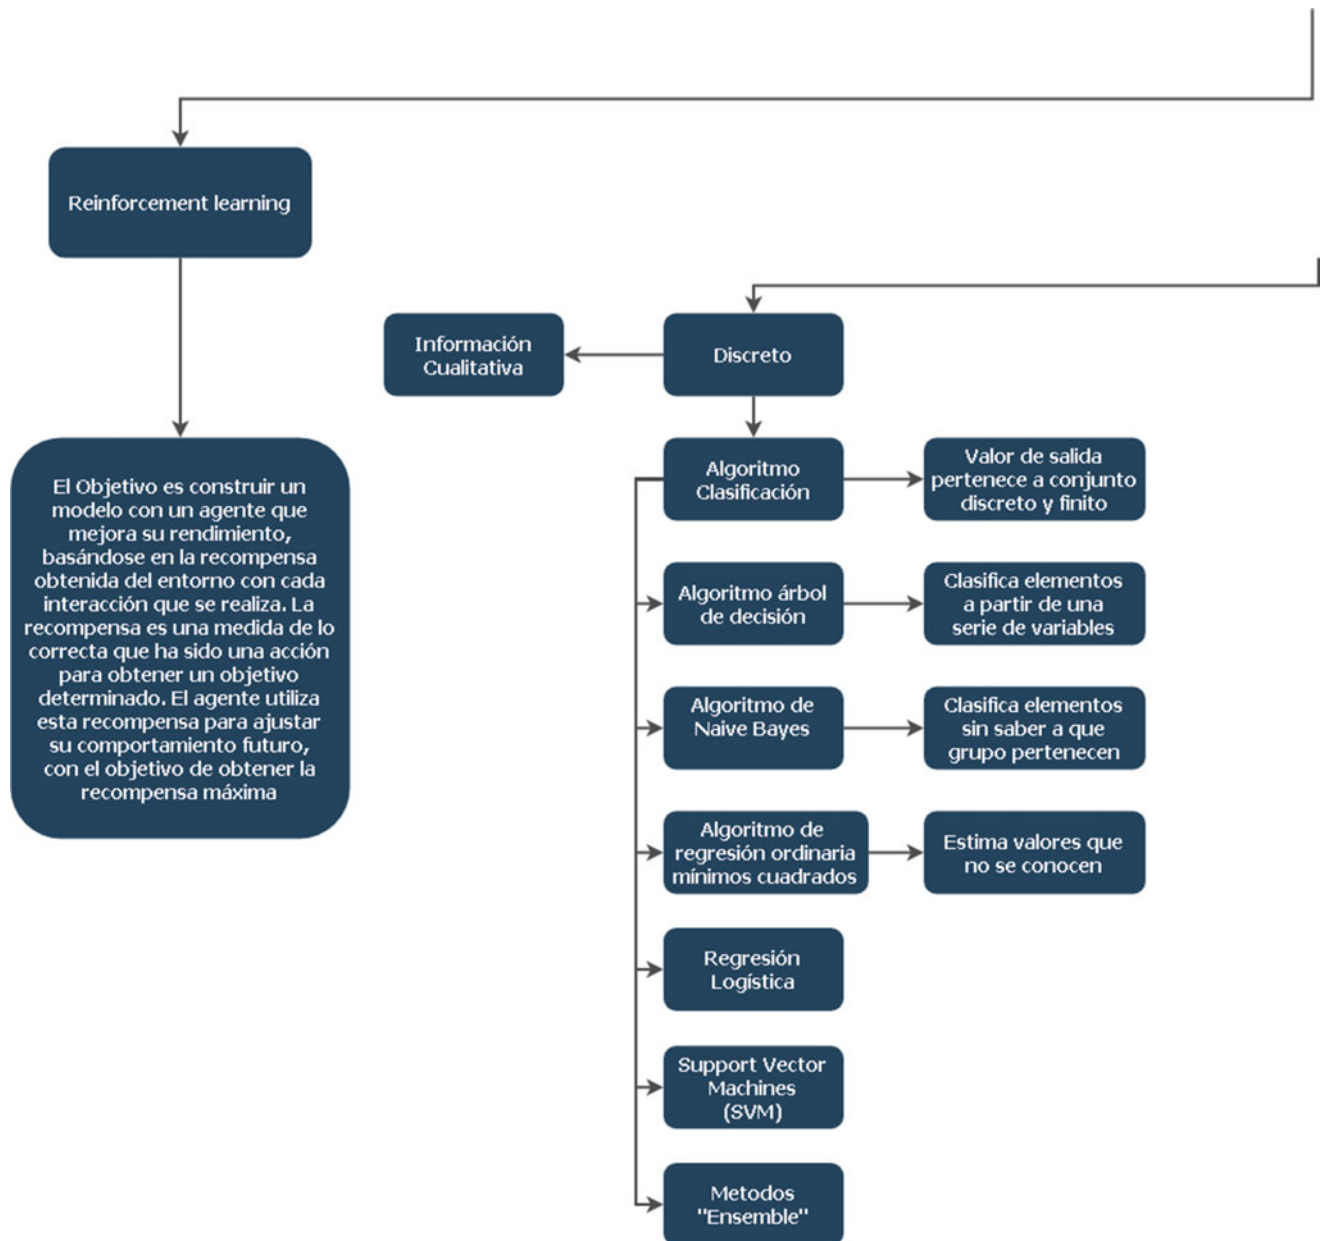 Reinforcement learning
El Objetivo es construir un
modelo con un agente que
mejora su rendimiento,
basándose en la recompensa
obtenida del entorno con cada
interacción que se realiza. La
recompensa es una medida de lo
correcta que ha sido una acción
para obtener un objetivo
determinado. El agente utiliza
esta recompensa para ajustar
su comportamiento futuro,
con el objetivo de obtener la
recompensa máxima
Información
Cualitativa
Discreto
Algoritmo
Clasificación
Valor de salida
pertenece a conjunto
discreto y finito
Algoritmo árbol
de decisión
Clasifica elementos
a partir de una
serie de variables
Algoritmo de
Naive Bayes
Clasifica elementos
sin saber a que
grupo pertenecen
Algoritmo de
regresión ordinaria
mínimos cuadrados
Estima valores que
no se conocen
Regresión
Logística
Support Vector
Machines
(SVM)
Metodos
"Ensemble"